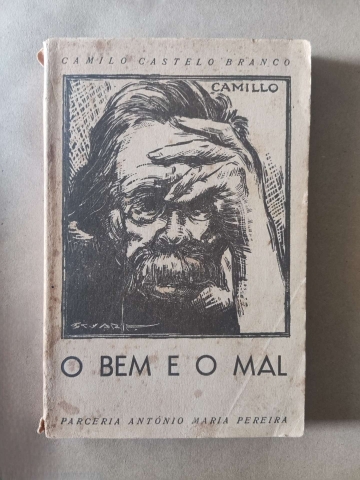 CAMILO CASTELO BRANCO
CAMILLO
O BEM E O MAL
PARCERIA ANTÓNIO MARIA PEREIRA